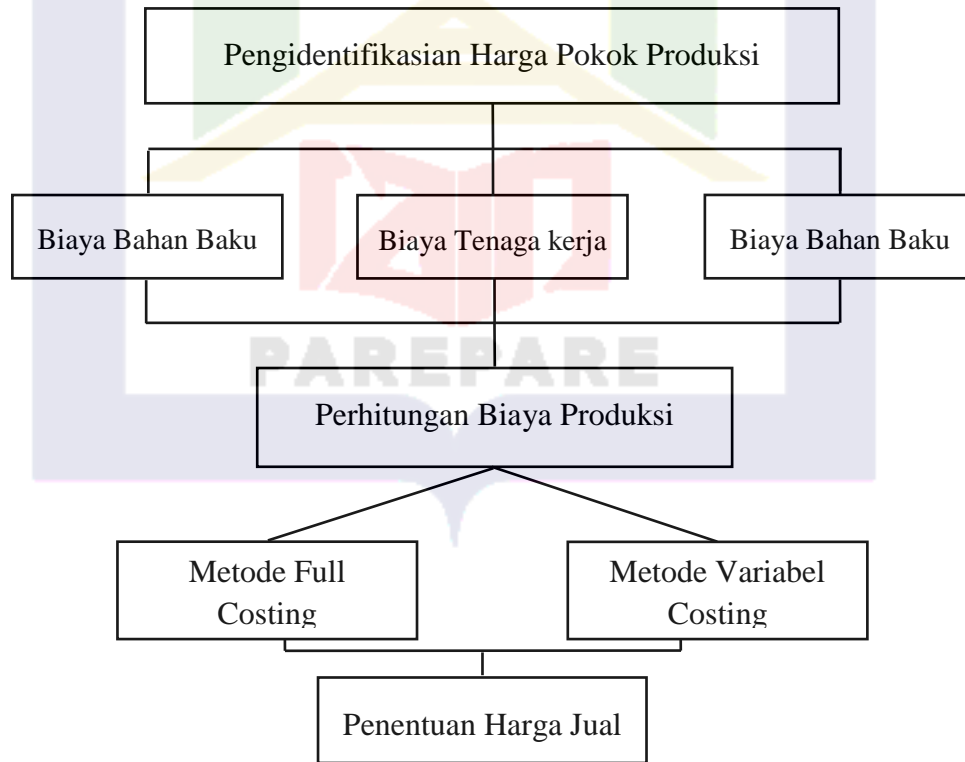 Pengidentifikasian Harga Pokok Produksi
Biaya Bahan Baku
Biaya Tenaga kerja
Biaya Bahan Baku
PAREPARE
Perhitungan Biaya Produksi
Metode Full
Costing
Metode Variabel
Costing
Penentuan Harga Jual